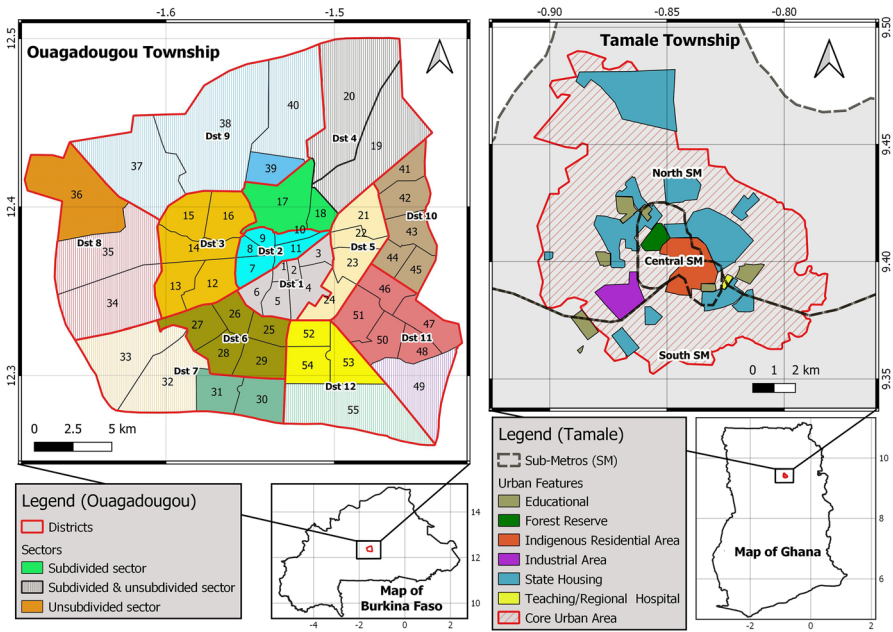 -1.6
-1.5
12.5
12.4
12.3
Ouagadougou Township
20
38
40
Dst 9
Dst 4
37
19
39
36
41
17
42
15
16
18
21
Dst 10
10
22
43
Dst 8
14
Dst 3
9
8
Dst 2
11
Dst 5
35
3
23
44
45
7
1
2
13
12
Dst 1
4
46
34
6
5
24
26
51
27
25
52
47
Dst 6
50
Dst 11
33
28
48
29
54
53
Dst 7
32
Dst 12
49
31
30
55
0
2.5
5 km
-0.90
-0.85
-0.80
9.50
9.45
9.40
9.35
Tamale Township
North SM
Central SM
South SM
0
1
2 km
Legend (Ouagadougou)
Districts
Sectors
Subdivided sector
Subdivided & unsubdivided sector
Unsubdivided sector
14
12
10
-4
-2
0
2
Map of
Burkina Faso
Legend (Tamale)
Sub-Metros (SM)
Urban Features
Educational
Forest Reserve
Indigenous Residential Area
Industrial Area
State Housing
Teaching/Regional Hospital
Core Urban Area
10
8
6
-2
0
2
Map of Ghana